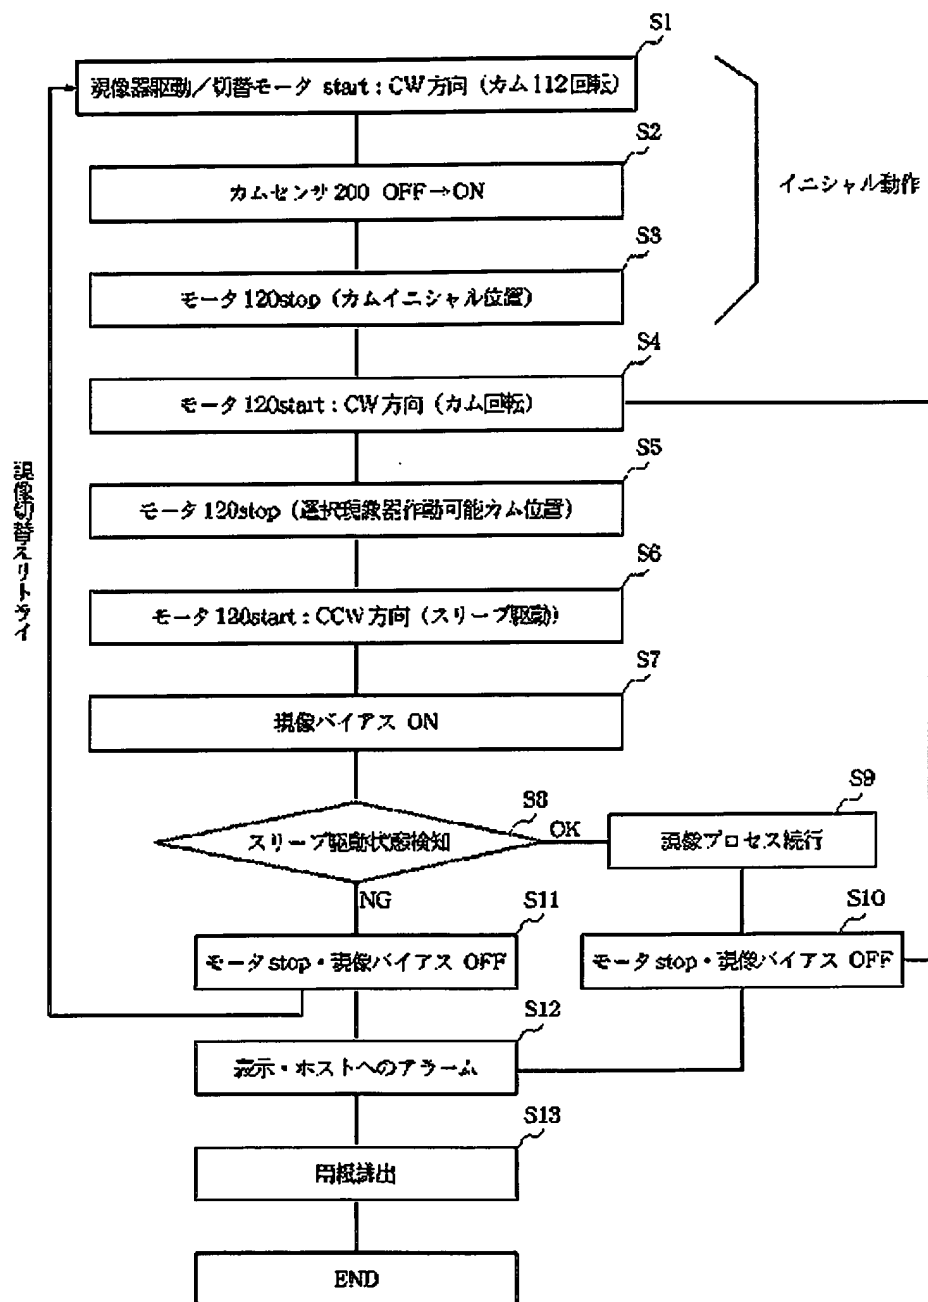 S1
現像器駆動／切替モータ start：CW方向（カム112回転）
S2
カムセンサ200 OFF→ON
イニシャル動作
S3
モータ120stop（カムイニシャル位置）
S4
モータ120start：CW方向（カム回転）
S5
モータ120stop（選択現像器作動可能カム位置）
現像切替えリトライ
S6
モータ120start：CCW方向（スリーブ駆動）
S7
現像バイアス ON
S8
スリーブ駆動状態検知
OK
S9
現像プロセス続行
NG
S11
モータstop・現像バイアス OFF
S10
モータstop・現像バイアス OFF
S12
表示・ホストへのアラーム
S13
用紙排出
END